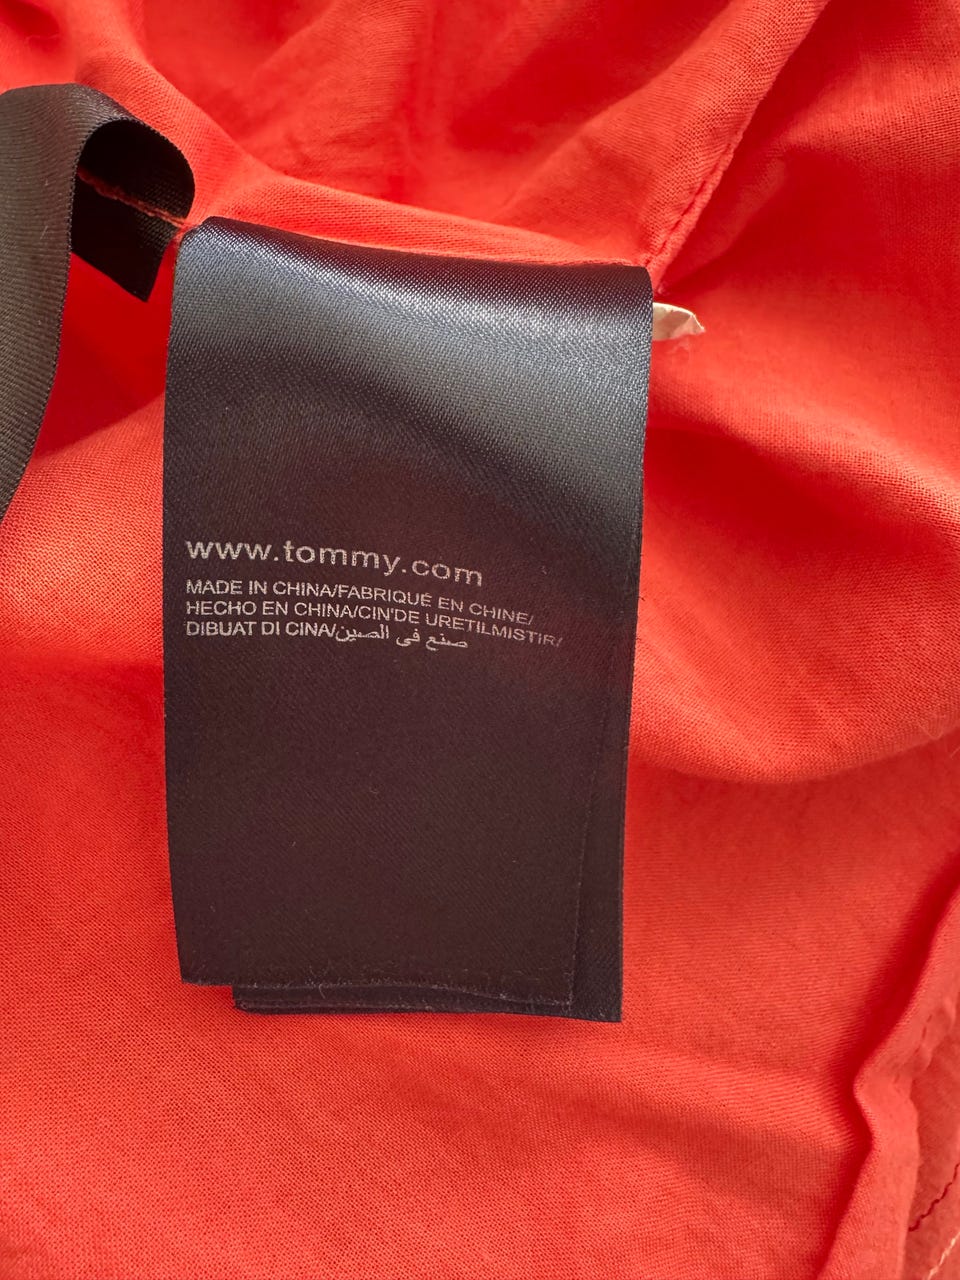 www.tommy.com
MADE IN CHINA/FABRIQUÉ EN CHINE/
HECHO EN CHINA/CIN'DE URETILMISTIR/
DIBUAT DI CINA/صنع في الصين